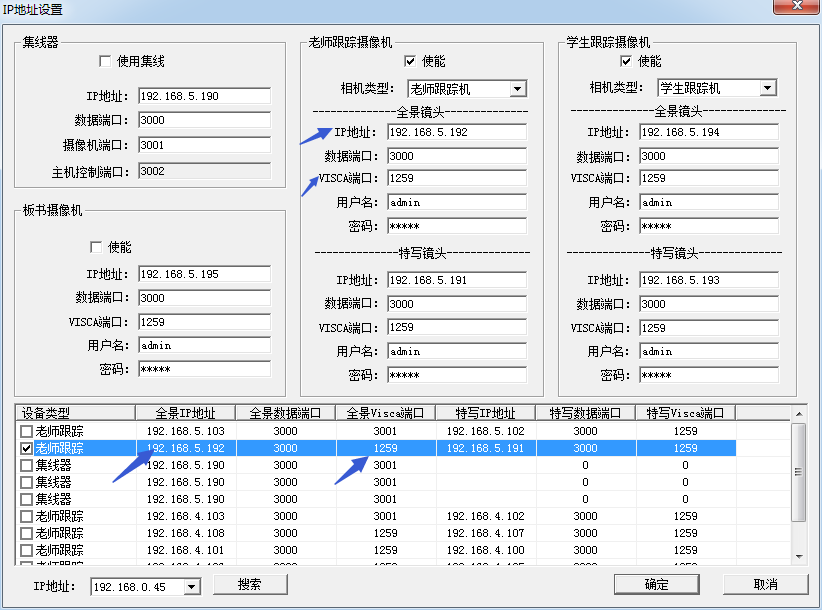 IP地址设置
集线器
使用集线
IP地址: 192.168.5.190
数据端口: 3000
摄像机端口: 3001
主机控制端口: 3002
板书摄像机
使能
IP地址: 192.168.5.195
数据端口: 3000
VISCA端口: 1259
用户名: admin
密码: *****
老师跟踪摄像机
使能
相机类型: 老师跟踪机
全景镜头
IP地址: 192.168.5.192
数据端口: 3000
VISCA端口: 1259
用户名: admin
密码: *****
特写镜头
IP地址: 192.168.5.191
数据端口: 3000
VISCA端口: 1259
用户名: admin
密码: *****
学生跟踪摄像机
使能
相机类型: 学生跟踪机
全景镜头
IP地址: 192.168.5.194
数据端口: 3000
VISCA端口: 1259
用户名: admin
密码: *****
特写镜头
IP地址: 192.168.5.193
数据端口: 3000
VISCA端口: 1259
用户名: admin
密码: *****
设备类型 全景IP地址 全景数据端口 全景Visca端口 特写IP地址 特写数据端口 特写Visca端口
老师跟踪 192.168.5.103 3000 3001 192.168.5.102 3000 1259
老师跟踪 192.168.5.192 3000 1259 192.168.5.191 3000 1259
集线器 192.168.5.190 3000 3001 0 0
集线器 192.168.5.190 3000 3001 0 0
集线器 192.168.5.190 3000 3001 0 0
老师跟踪 192.168.4.103 3000 3001 192.168.4.102 3000 1259
老师跟踪 192.168.4.108 3000 1259 192.168.4.107 3000 1259
老师跟踪 192.168.4.101 3000 1259 192.168.4.100 3000 1259
IP地址: 192.168.0.45 搜索 确定 取消